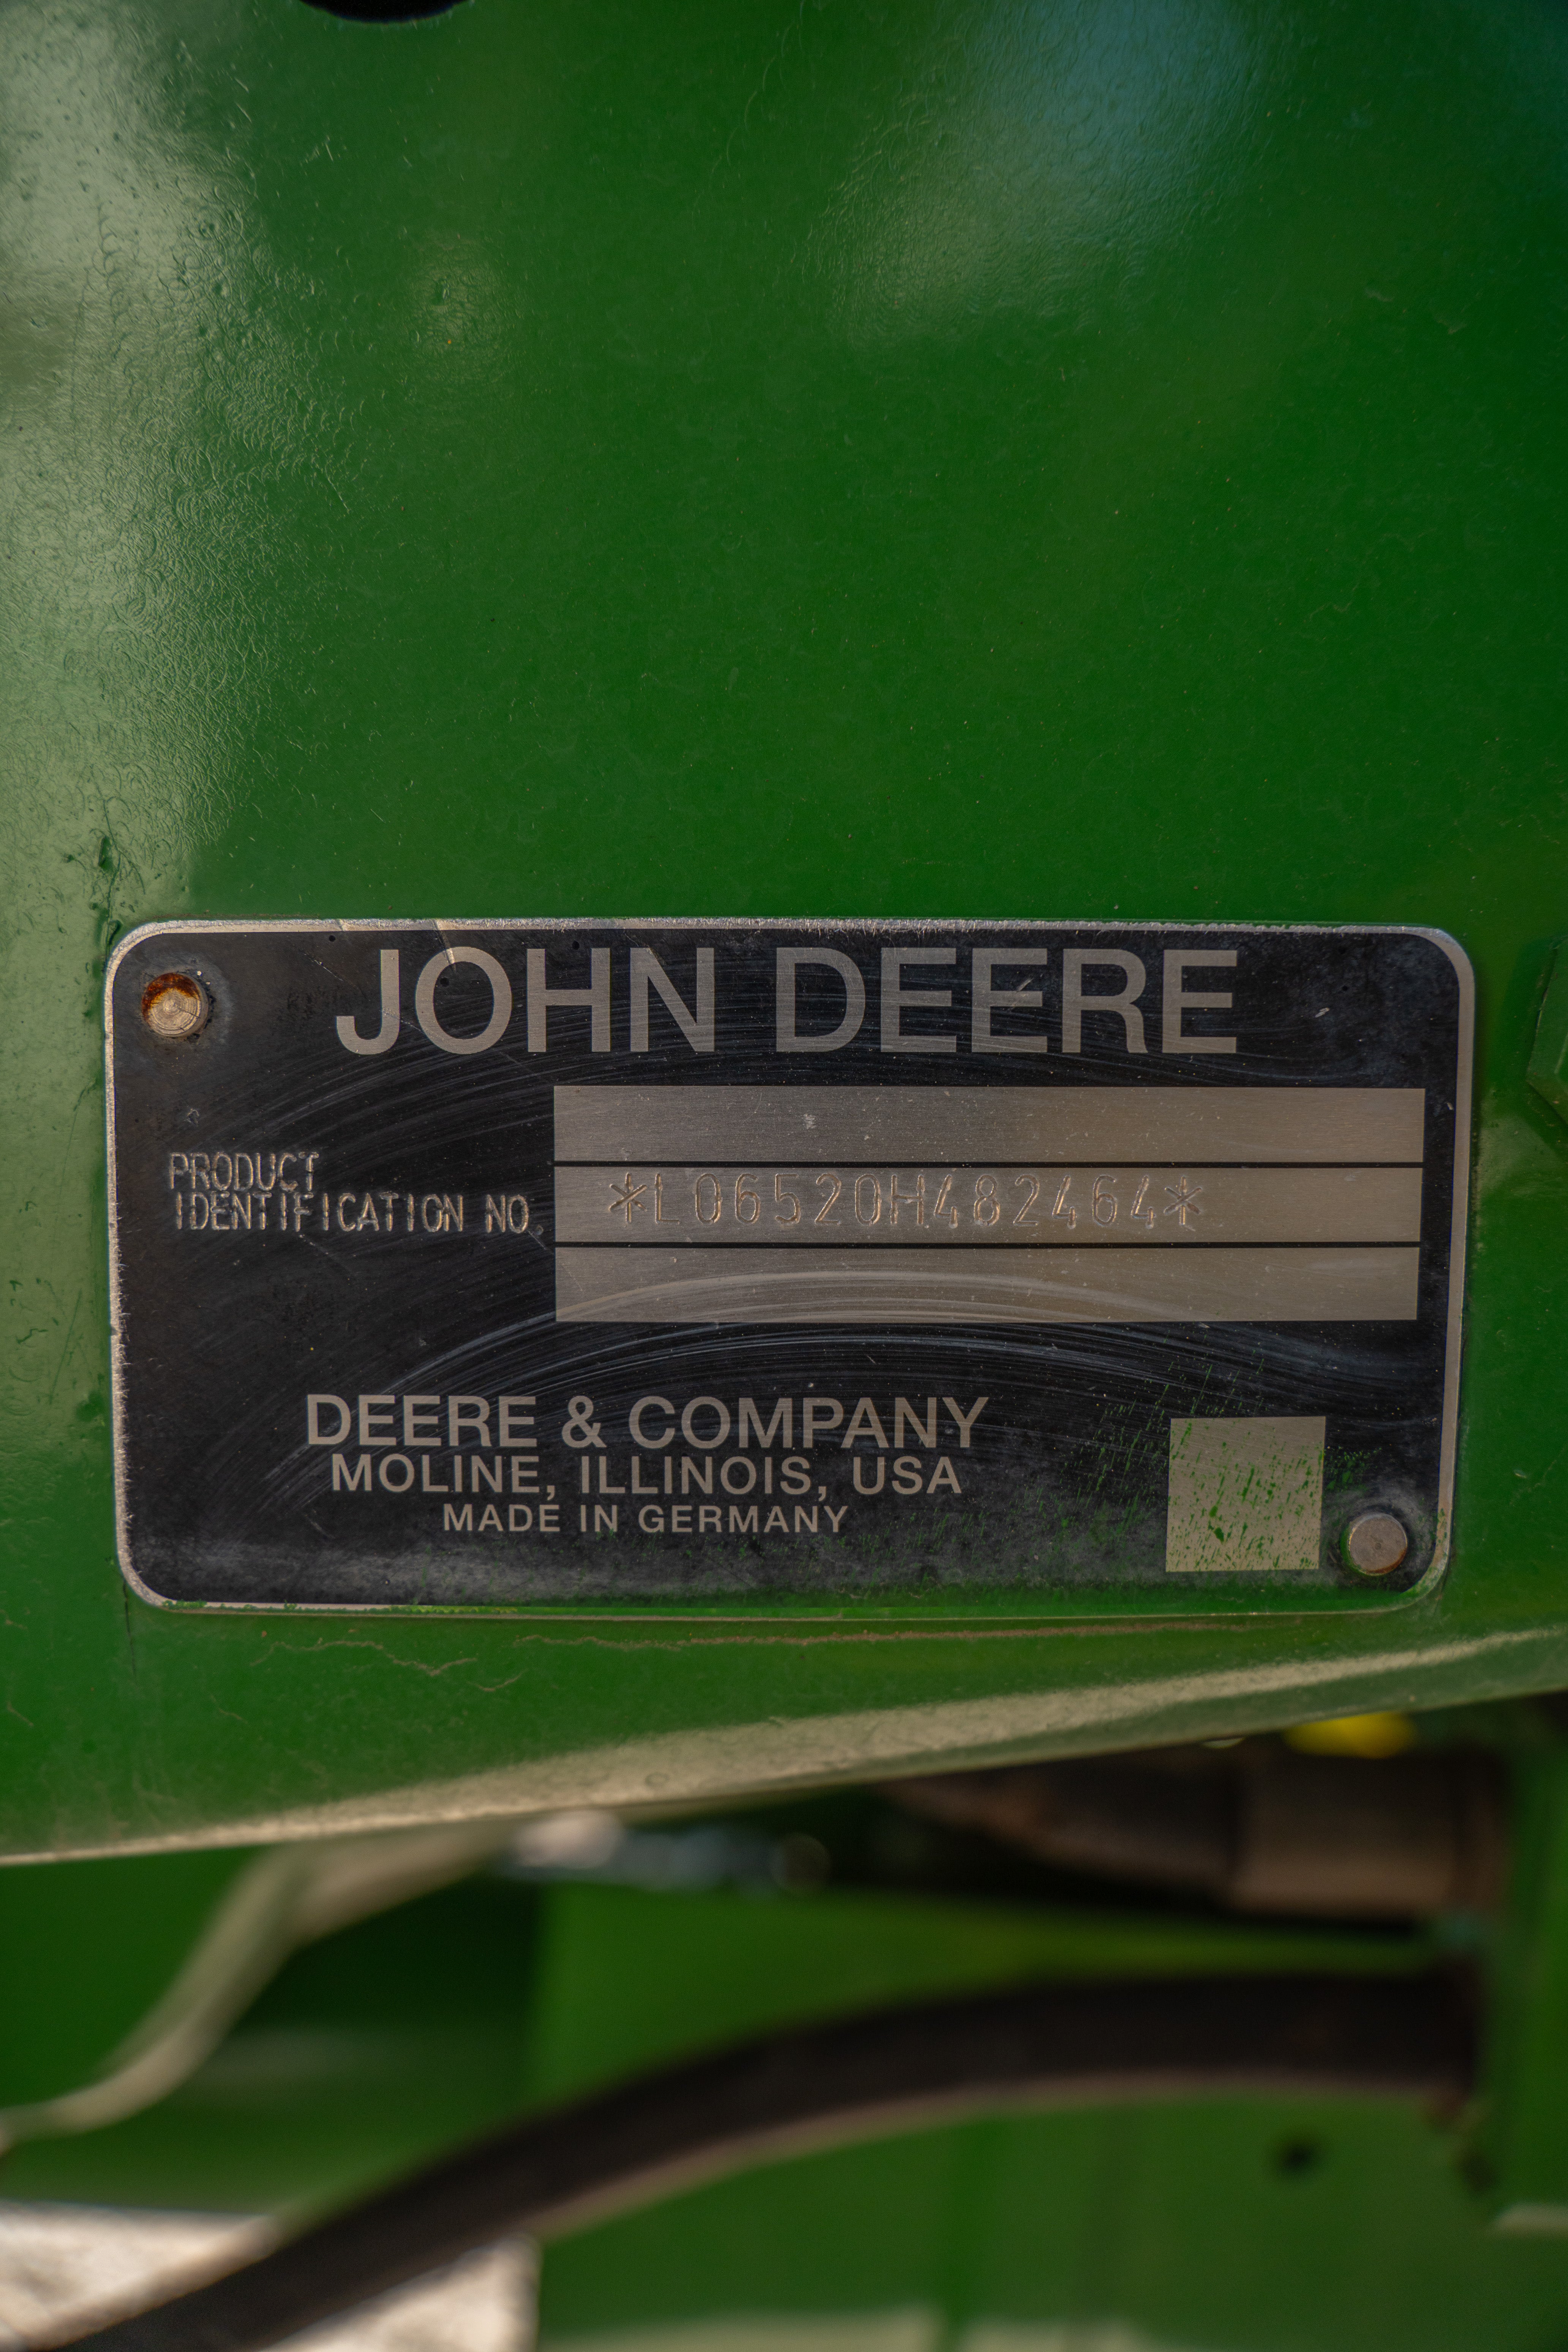 JOHN DEERE
PRODUCT
IDENTIFICATION NO.
*L06520H482464*
DEERE & COMPANY
MOLINE, ILLINOIS, USA
MADE IN GERMANY